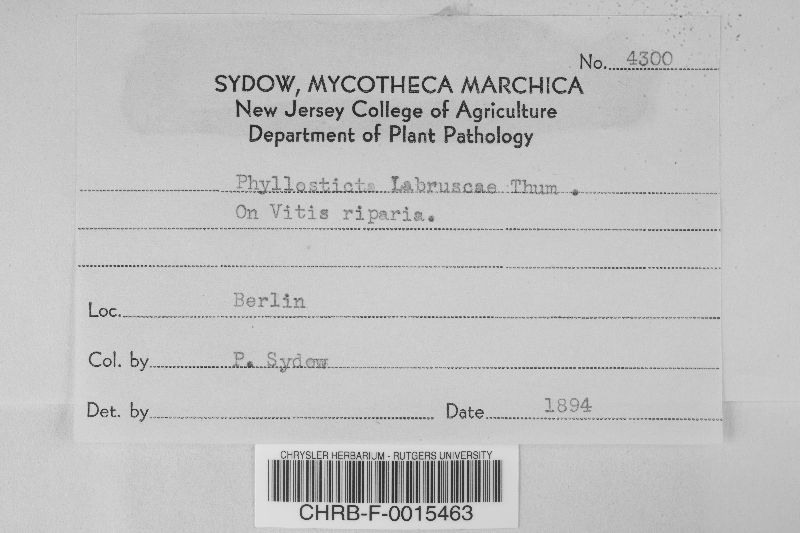 No. 4300
SYDOW, MYCOTHECA MARCHICA
New Jersey College of Agriculture
Department of Plant Pathology
Phyllosticta Labruscae Thum .
On Vitis riparia.
Loc. Berlin
Col. by P. Sydow
Det. by Date 1894
CHRYSLER HERBARIUM - RUTGERS UNIVERSITY
CHRB-F-0015463